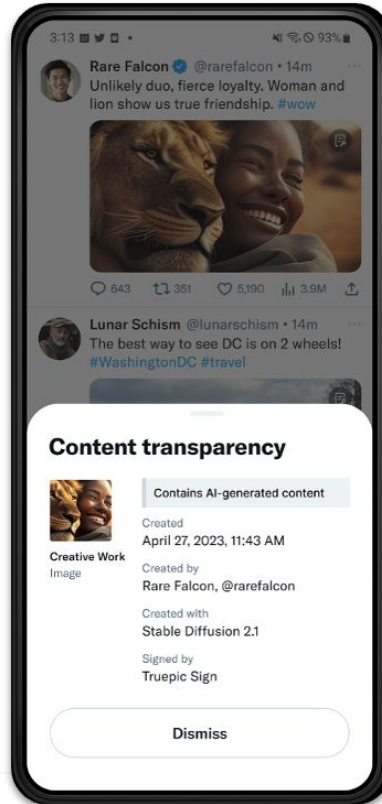 3:13
93%
Rare Falcon @rarefalcon • 14m
Unlikely duo, fierce loyalty. Woman and
lion show us true friendship. #wow
643 351 5,190 3.9M
Lunar Schism @lunarschism • 14m
The best way to see DC is on 2 wheels!
#WashingtonDC #travel
Content transparency
Contains AI-generated content
Creative Work
Image
Created
April 27, 2023, 11:43 AM
Created by
Rare Falcon, @rarefalcon
Created with
Stable Diffusion 2.1
Signed by
Truepic Sign
Dismiss